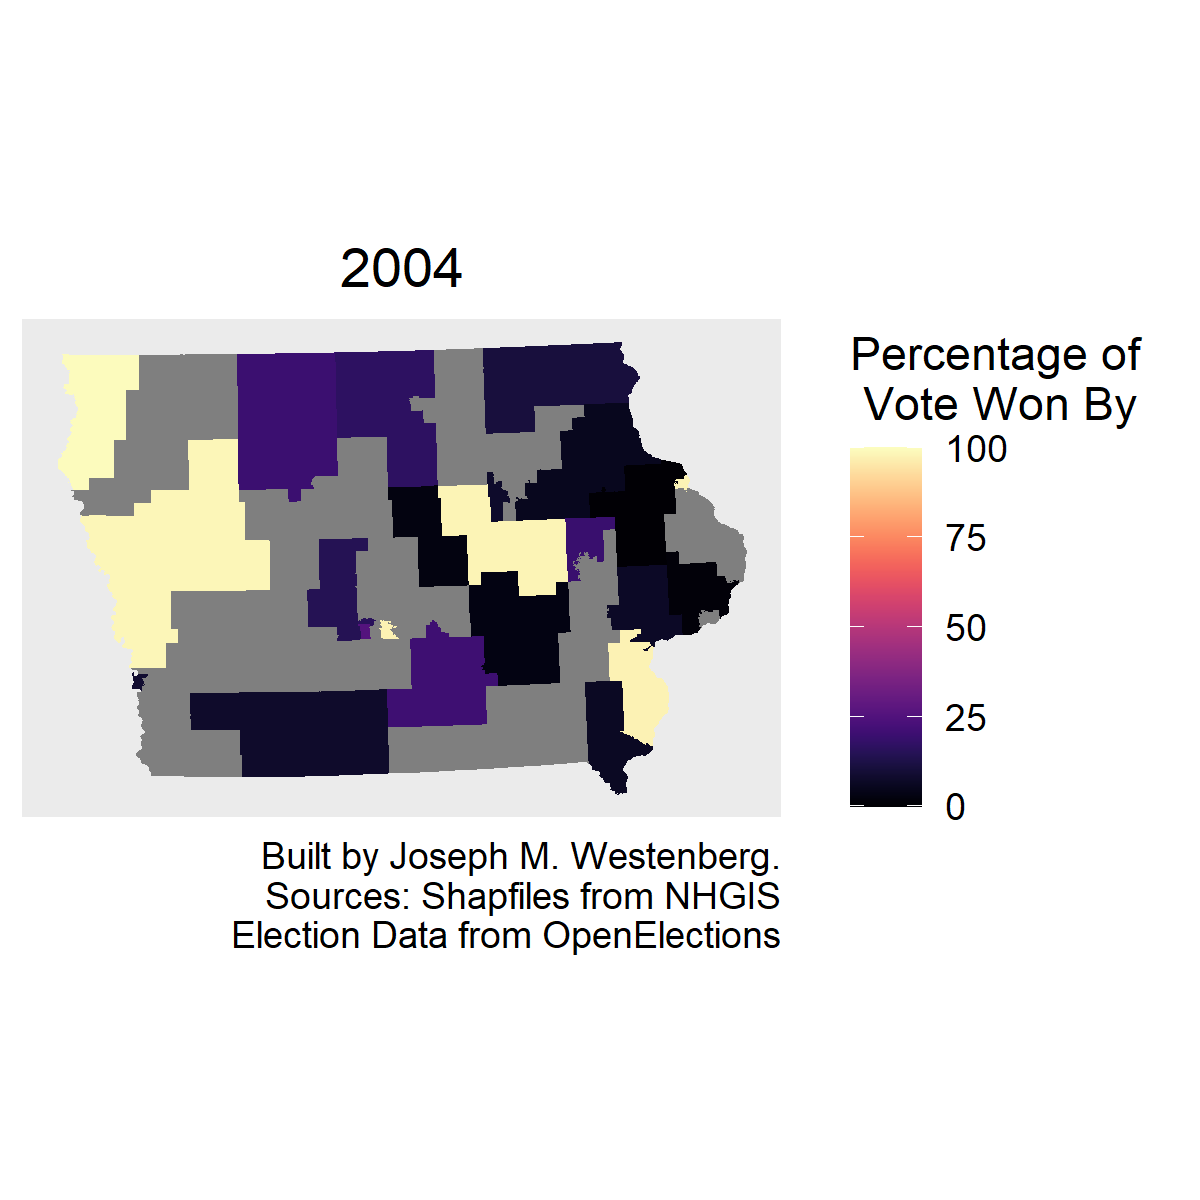 2004
Percentage of
Vote Won By
100
75
50
25
0
Built by Joseph M. Westenberg.
Sources: Shapfiles from NHGIS
Election Data from OpenElections